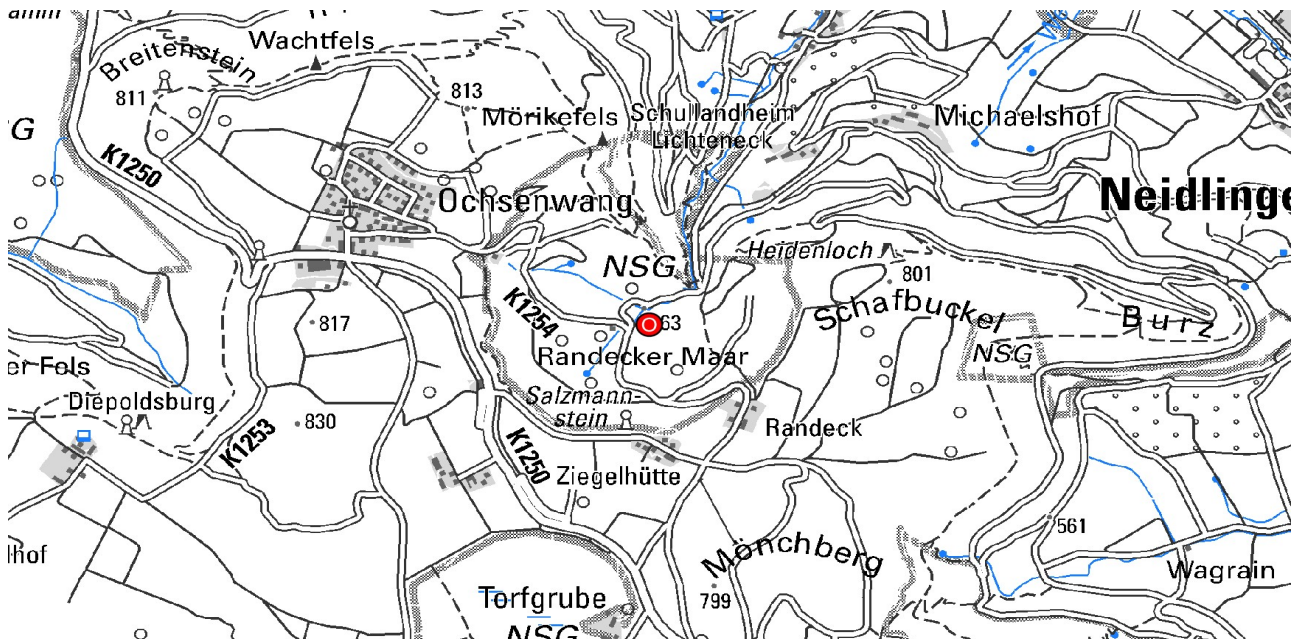 Wachtfels
Breitenstein
811
813
Mörikefels
Schullandheim
Lichteneck
Michaelshof
G
K1250
Ochsenwang
Neidlinge
NSG
Heidenloch
801
817
K1254
63
Schafbuckel
Burz
Randecker Maar
NSG
er Fols
Diepoldsburg
Salzmann-
stein
830
K1253
Randeck
K1250
Ziegelhütte
561
lhof
Mönchberg
Wagrain
Torfgrube
799
NSG